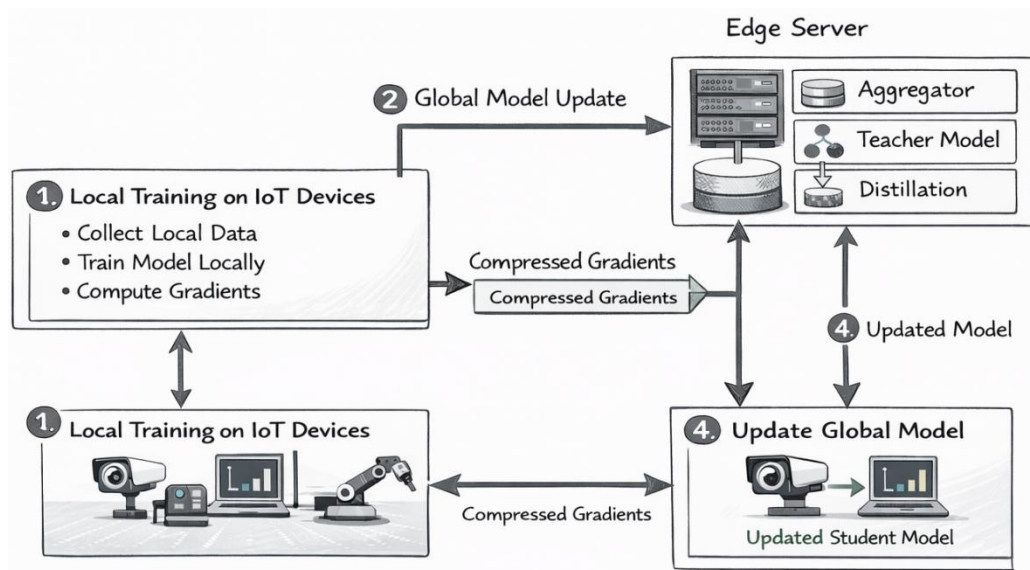 Edge Server
2 Global Model Update
Aggregator
Teacher Model
Distillation
1. Local Training on IoT Devices
• Collect Local Data
• Train Model Locally
• Compute Gradients
Compressed Gradients
Compressed Gradients
4. Updated Model
1. Local Training on IoT Devices
Compressed Gradients
4. Update Global Model
Updated Student Model